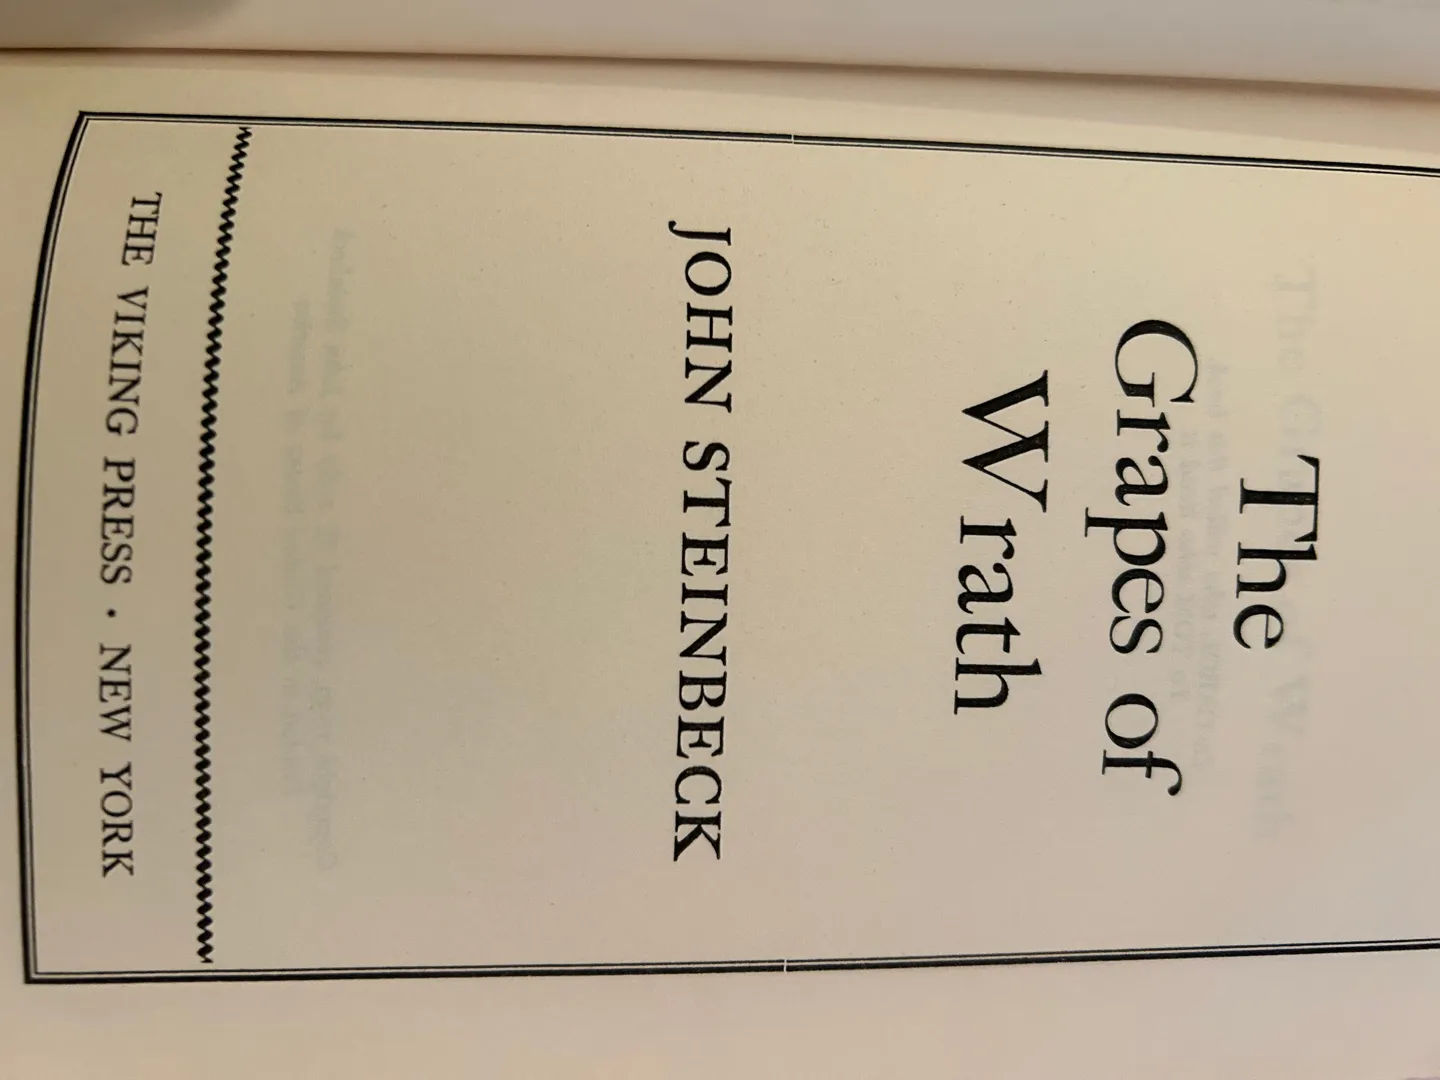 The
Grapes of
Wrath
JOHN STEINBECK
THE VIKING PRESS · NEW YORK